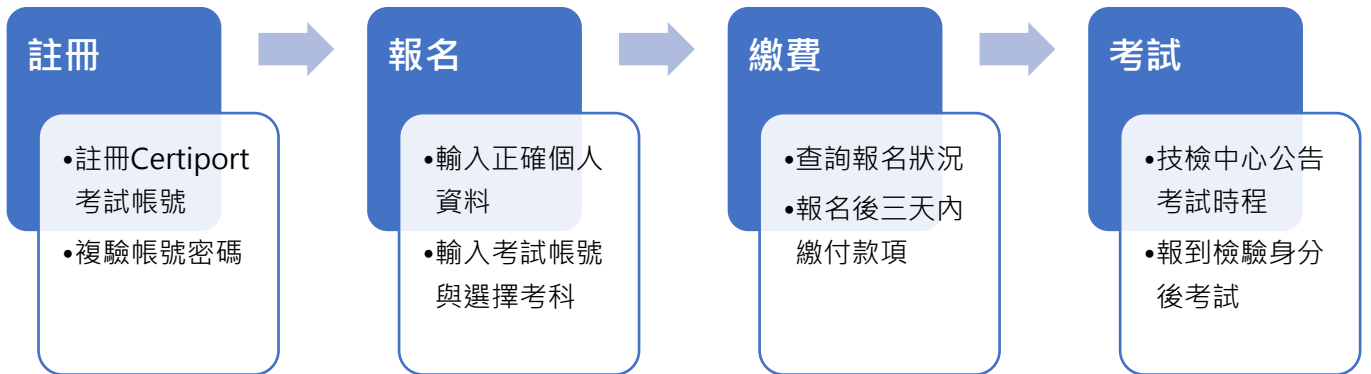 註冊
•註冊Certiport
考試帳號
•複驗帳號密碼
報名
•輸入正確個人
資料
•輸入考試帳號
與選擇考科
繳費
•查詢報名狀況
•報名後三天內
繳付款項
考試
•技檢中心公告
考試時程
•報到檢驗身分
後考試